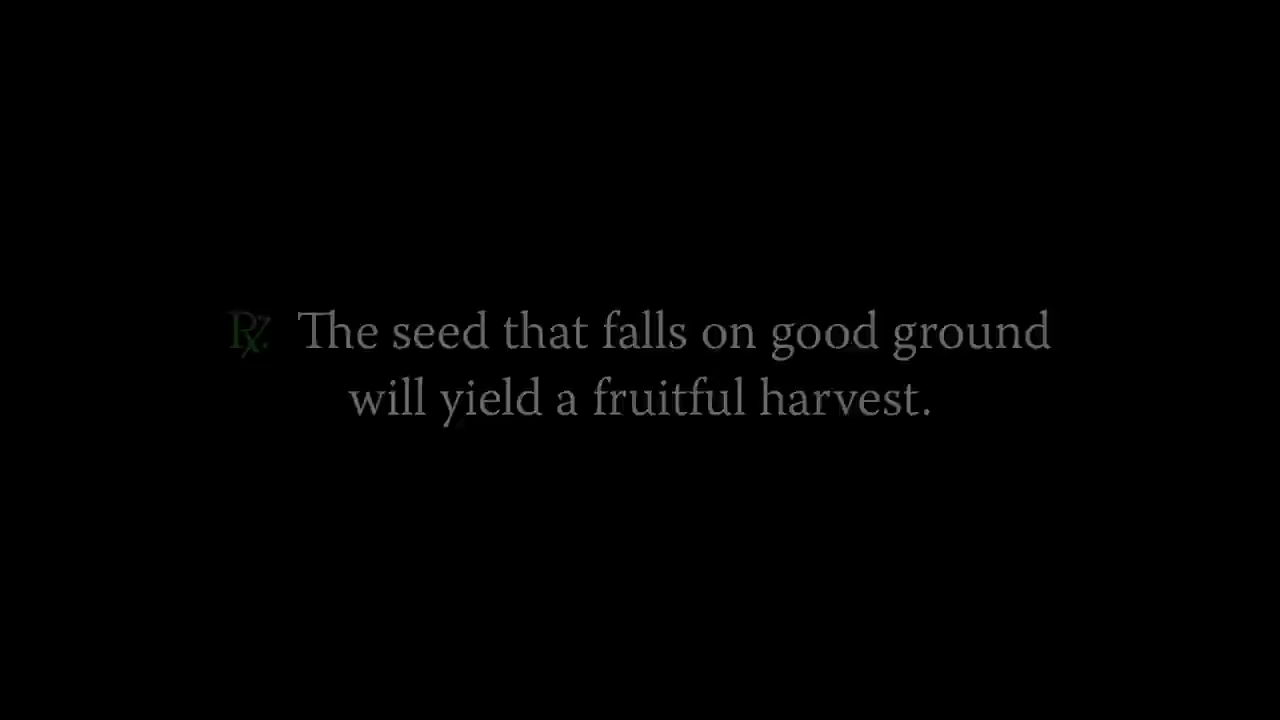 ℟. The seed that falls on good ground
will yield a fruitful harvest.